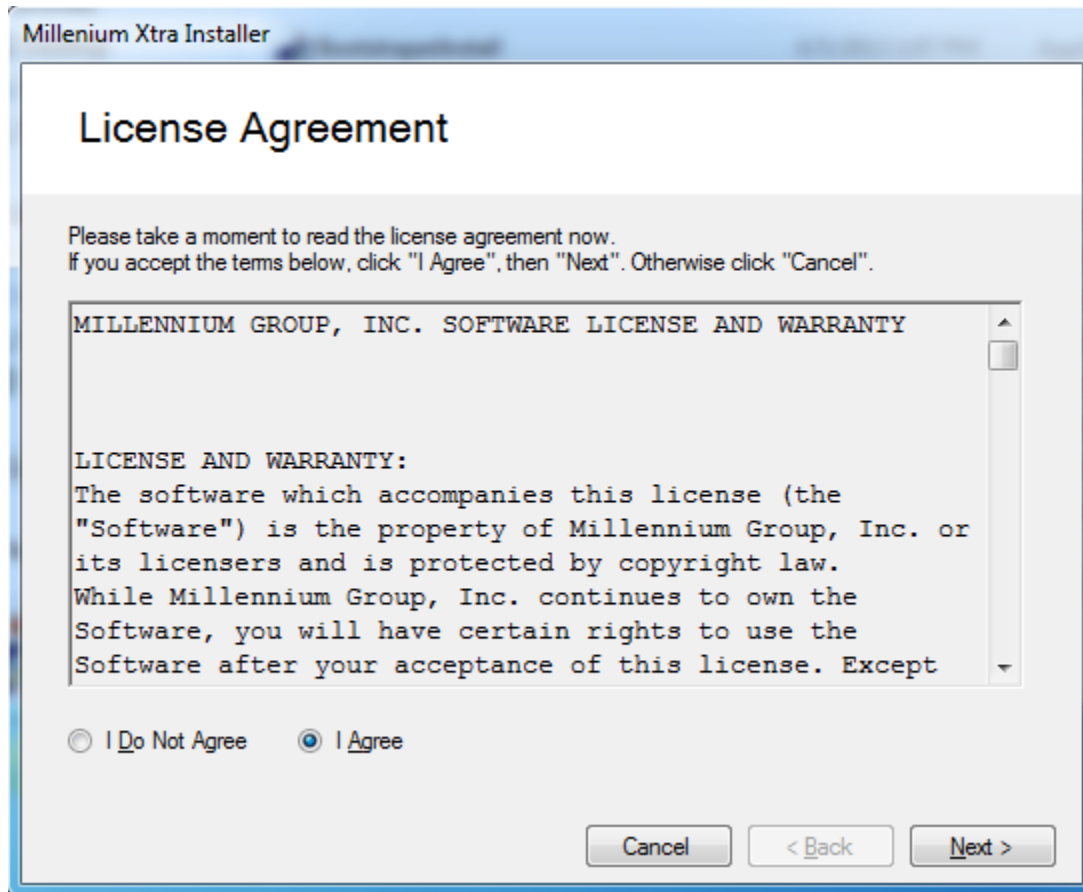 Millenium Xtra Installer
License Agreement
Please take a moment to read the license agreement now.
If you accept the terms below, click "I Agree", then "Next". Otherwise click "Cancel".
MILLENNIUM GROUP, INC. SOFTWARE LICENSE AND WARRANTY
LICENSE AND WARRANTY:
The software which accompanies this license (the
"Software") is the property of Millennium Group, Inc. or
its licensers and is protected by copyright law.
While Millennium Group, Inc. continues to own the
Software, you will have certain rights to use the
Software after your acceptance of this license. Except
I Do Not Agree I Agree
Cancel < Back Next >